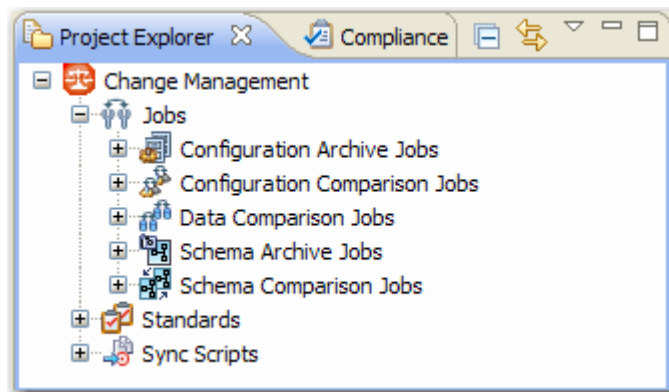 Project Explorer Compliance
Change Management
Jobs
Configuration Archive Jobs
Configuration Comparison Jobs
Data Comparison Jobs
Schema Archive Jobs
Schema Comparison Jobs
Standards
Sync Scripts